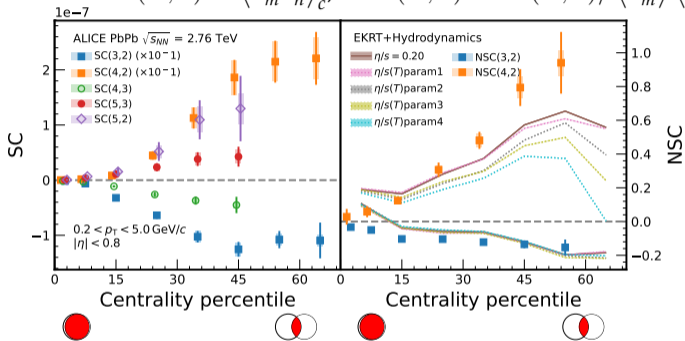 1e−7
ALICE PbPb √sNN = 2.76 TeV
SC(3,2) (×10−1)
SC(4,2) (×10−1)
SC(4,3)
SC(5,3)
SC(5,2)
0.2 < pT < 5.0 GeV/c
|η| < 0.8
SC
2
1
0
−1
0 15 30 45 60
Centrality percentile
EKRT+Hydrodynamics
η/s = 0.20
η/s(T)param1
η/s(T)param2
η/s(T)param3
η/s(T)param4
NSC(3,2)
NSC(4,2)
1.0
0.8
0.6
0.4
0.2
0.0
−0.2
NSC
0 15 30 45 60
Centrality percentile